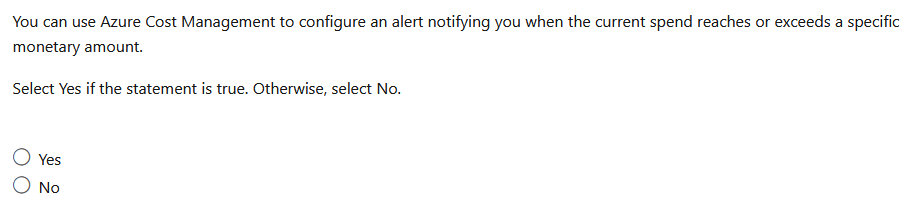 You can use Azure Cost Management to configure an alert notifying you when the current spend reaches or exceeds a specific
monetary amount.
Select Yes if the statement is true. Otherwise, select No.
Yes
No